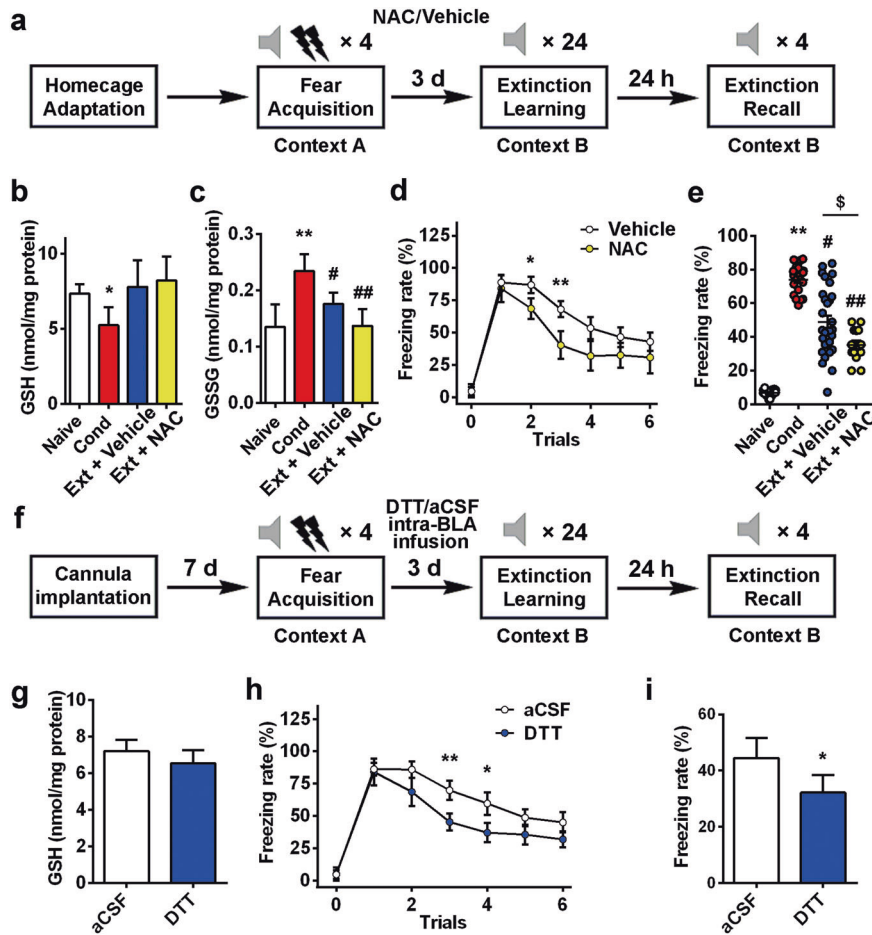 a
NAC/Vehicle
× 4
× 24
× 4
Homecage
Adaptation
Fear
Acquisition
3 d
Extinction
Learning
24 h
Extinction
Recall
Context A
Context B
Context B
b
GSH (nmol/mg protein)
10
5
0
*
Naive
Cond
Ext + Vehicle
Ext + NAC
c
GSSG (nmol/mg protein)
0.3
0.2
0.1
0.0
**
#
##
Naive
Cond
Ext + Vehicle
Ext + NAC
d
Freezing rate (%)
125
100
75
50
25
0
Vehicle
NAC
*
**
0
2
4
6
Trials
e
Freezing rate (%)
100
80
60
40
20
0
$
**
#
##
Naive
Cond
Ext + Vehicle
Ext + NAC
f
DTT/aCSF
intra-BLA
infusion
× 4
× 24
× 4
Cannula
implantation
7 d
Fear
Acquisition
3 d
Extinction
Learning
24 h
Extinction
Recall
Context A
Context B
Context B
g
GSH (nmol/mg protein)
8
6
4
2
0
aCSF
DTT
h
Freezing rate (%)
125
100
75
50
25
0
aCSF
DTT
**
*
0
2
4
6
Trials
i
Freezing rate (%)
60
40
20
0
*
aCSF
DTT